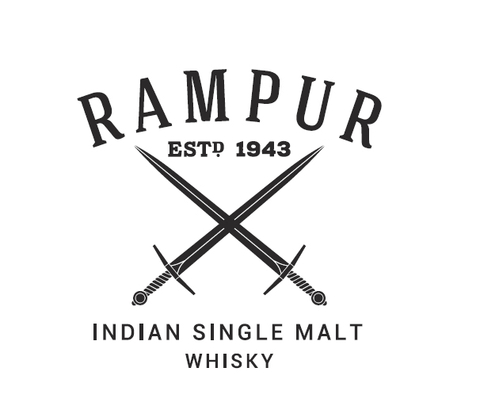 RAMPUR
ESTD 1943
INDIAN SINGLE MALT
WHISKY